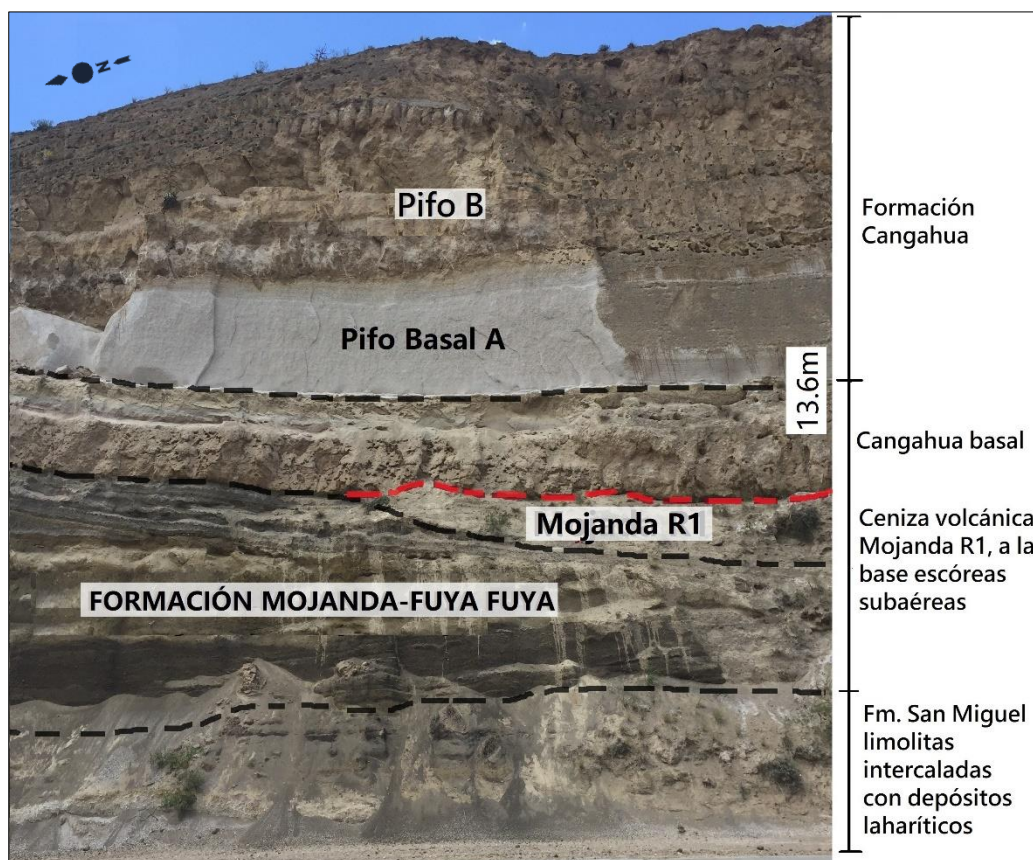 N
Pifo B
Formación
Cangahua
Pifo Basal A
13.6m
Cangahua basal
Mojanda R1
Ceniza volcánica
Mojanda R1, a la
base escóreas
subaéreas
FORMACIÓN MOJANDA-FUYA FUYA
Fm. San Miguel
limolitas
intercaladas
con depósitos
laharíticos